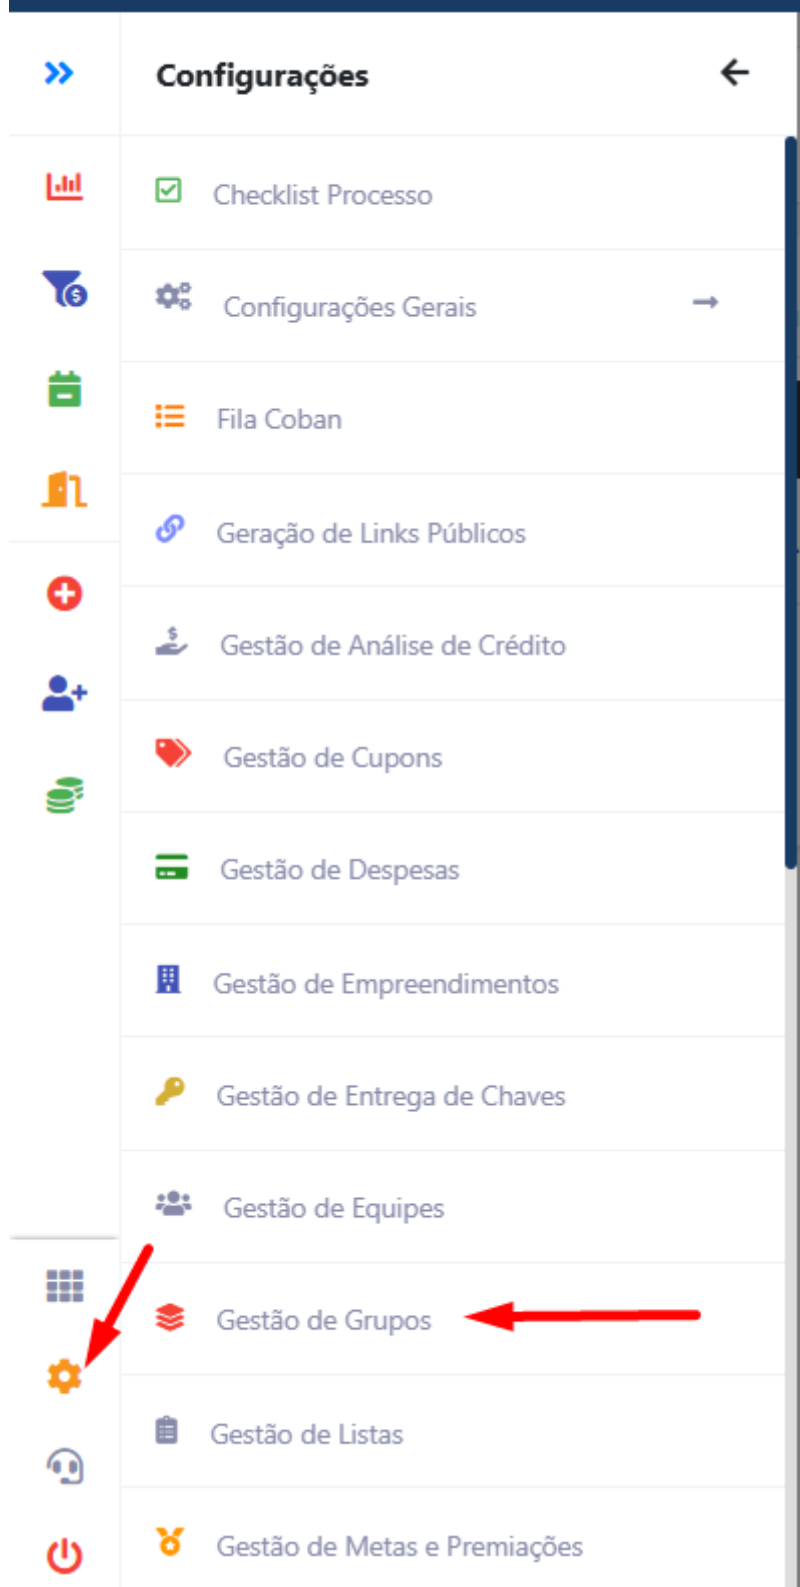 Configurações
Checklist Processo
Configurações Gerais
Fila Coban
Geração de Links Públicos
Gestão de Análise de Crédito
Gestão de Cupons
Gestão de Despesas
Gestão de Empreendimentos
Gestão de Entrega de Chaves
Gestão de Equipes
Gestão de Grupos
Gestão de Listas
Gestão de Metas e Premiações